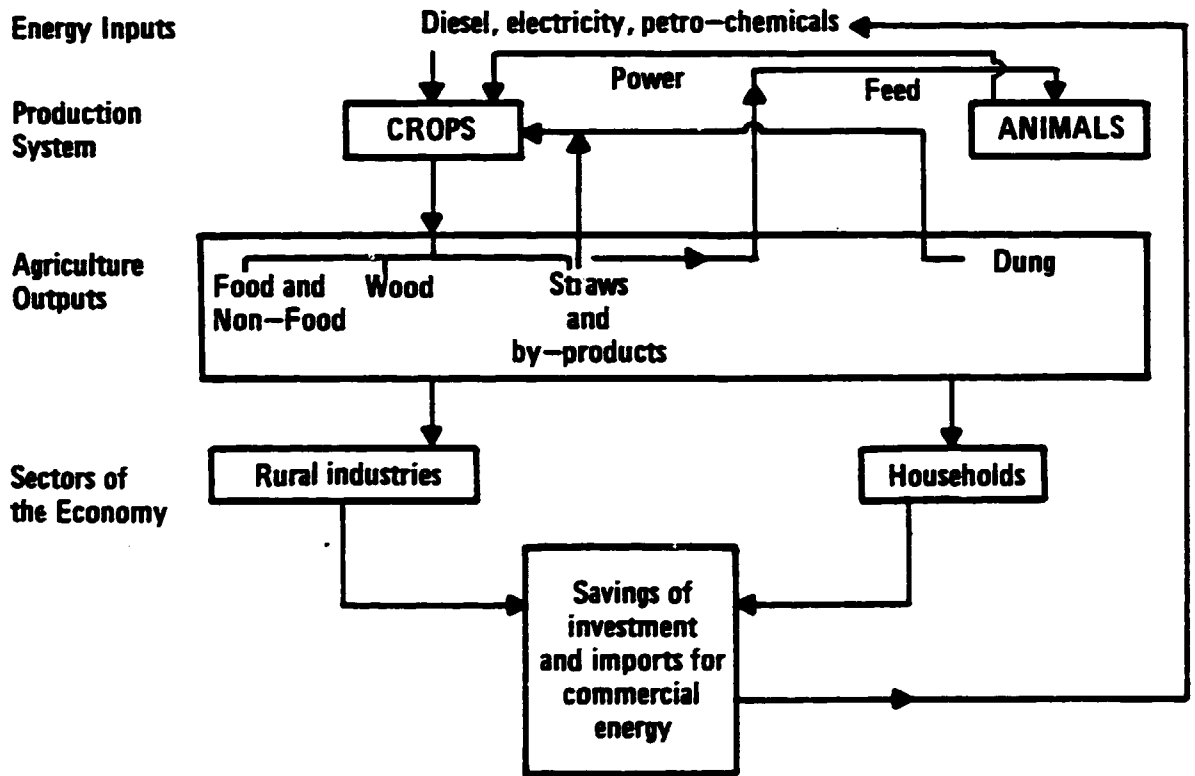 Energy Inputs
Diesel, electricity, petro-chemicals
Power
Feed
Production
System
CROPS
ANIMALS
Agriculture
Outputs
Food and
Non-Food
Wood
Straws
and
by-products
Dung
Sectors of
the Economy
Rural industries
Households
Savings of
investment
and imports for
commercial
energy